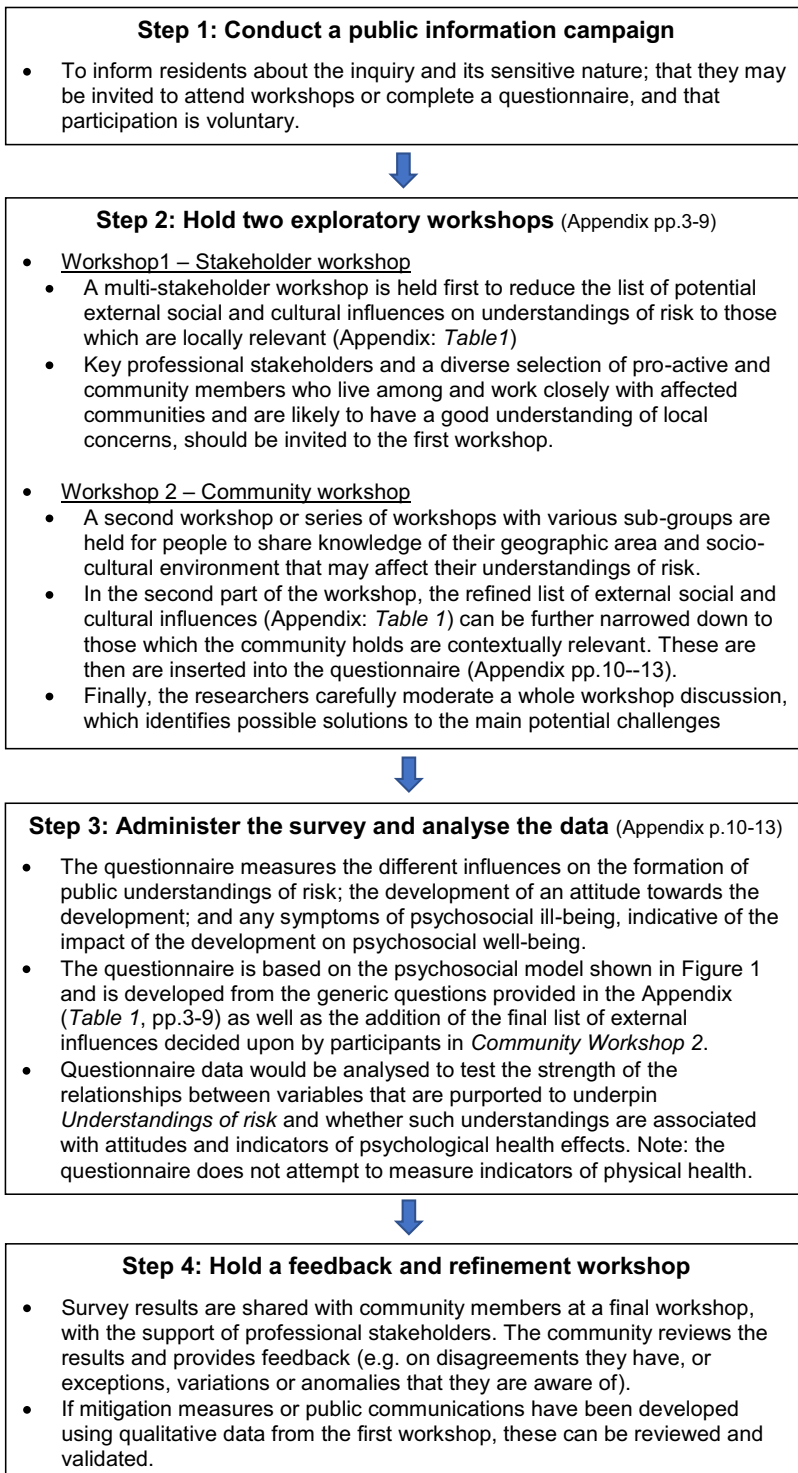 Step 1: Conduct a public information campaign
• To inform residents about the inquiry and its sensitive nature; that they may
be invited to attend workshops or complete a questionnaire, and that
participation is voluntary.
Step 2: Hold two exploratory workshops (Appendix pp.3-9)
• Workshop1 – Stakeholder workshop
• A multi-stakeholder workshop is held first to reduce the list of potential
external social and cultural influences on understandings of risk to those
which are locally relevant (Appendix: Table1)
• Key professional stakeholders and a diverse selection of pro-active and
community members who live among and work closely with affected
communities and are likely to have a good understanding of local
concerns, should be invited to the first workshop.
• Workshop 2 – Community workshop
• A second workshop or series of workshops with various sub-groups are
held for people to share knowledge of their geographic area and socio-
cultural environment that may affect their understandings of risk.
• In the second part of the workshop, the refined list of external social and
cultural influences (Appendix: Table 1) can be further narrowed down to
those which the community holds are contextually relevant. These are
then are inserted into the questionnaire (Appendix pp.10--13).
• Finally, the researchers carefully moderate a whole workshop discussion,
which identifies possible solutions to the main potential challenges
Step 3: Administer the survey and analyse the data (Appendix p.10-13)
• The questionnaire measures the different influences on the formation of
public understandings of risk; the development of an attitude towards the
development; and any symptoms of psychosocial ill-being, indicative of the
impact of the development on psychosocial well-being.
• The questionnaire is based on the psychosocial model shown in Figure 1
and is developed from the generic questions provided in the Appendix
(Table 1, pp.3-9) as well as the addition of the final list of external
influences decided upon by participants in Community Workshop 2.
• Questionnaire data would be analysed to test the strength of the
relationships between variables that are purported to underpin
Understandings of risk and whether such understandings are associated
with attitudes and indicators of psychological health effects. Note: the
questionnaire does not attempt to measure indicators of physical health.
Step 4: Hold a feedback and refinement workshop
• Survey results are shared with community members at a final workshop,
with the support of professional stakeholders. The community reviews the
results and provides feedback (e.g. on disagreements they have, or
exceptions, variations or anomalies that they are aware of).
• If mitigation measures or public communications have been developed
using qualitative data from the first workshop, these can be reviewed and
validated.